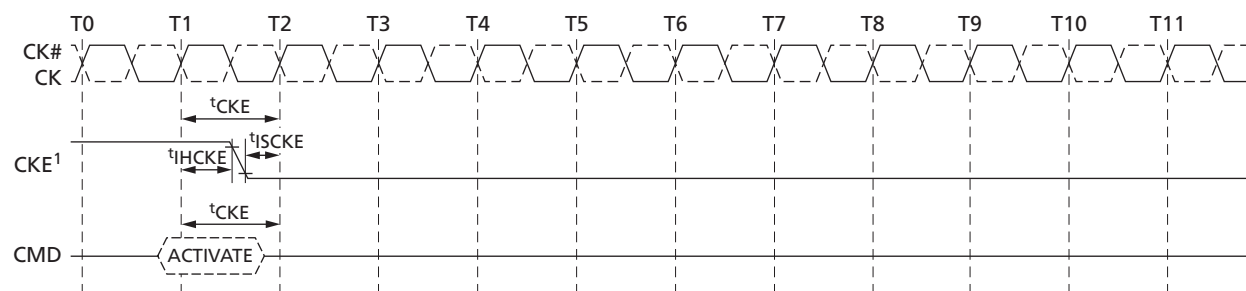 T0 T1 T2 T3 T4 T5 T6 T7 T8 T9 T10 T11
CK#
CK
tCKE
tISCKE
CKE1
tIHCKE
tCKE
CMD
ACTIVATE